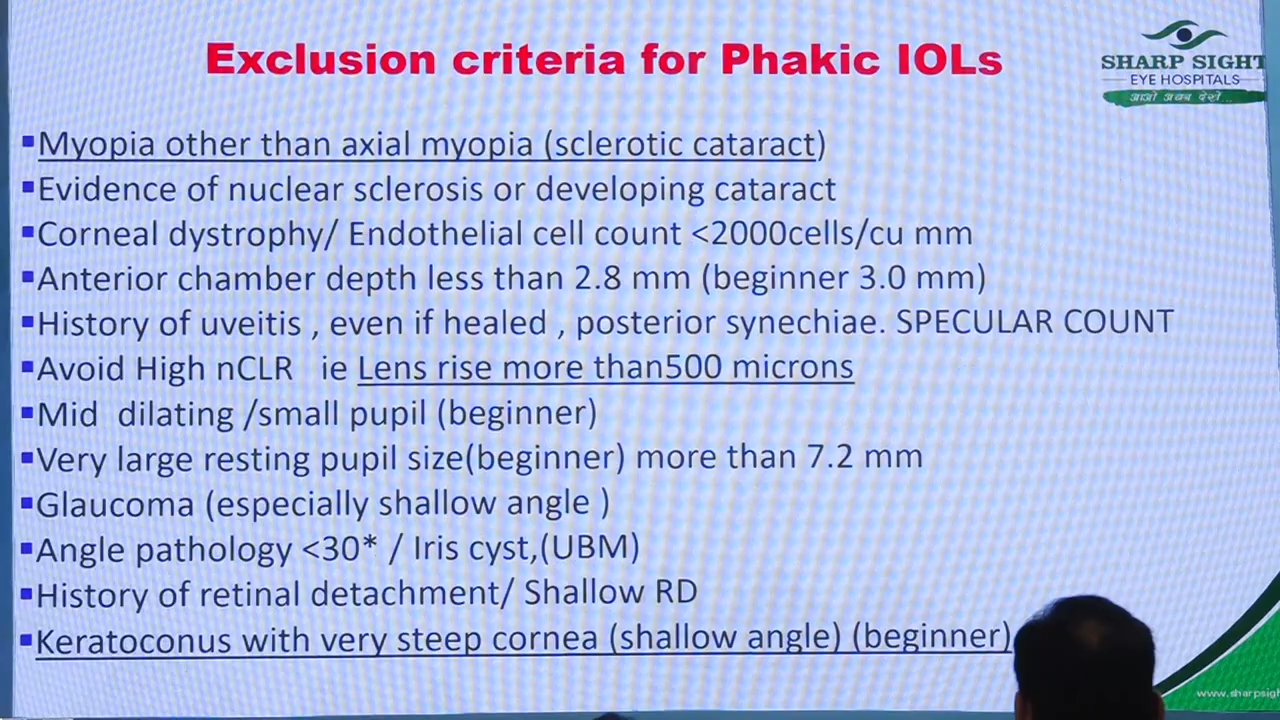 Exclusion criteria for Phakic IOLs
SHARP SIGHT
EYE HOSPITALS
▪Myopia other than axial myopia (sclerotic cataract)
▪Evidence of nuclear sclerosis or developing cataract
▪Corneal dystrophy/ Endothelial cell count <2000cells/cu mm
▪Anterior chamber depth less than 2.8 mm (beginner 3.0 mm)
▪History of uveitis , even if healed , posterior synechiae. SPECULAR COUNT
▪Avoid High nCLR ie Lens rise more than500 microns
▪Mid dilating /small pupil (beginner)
▪Very large resting pupil size(beginner) more than 7.2 mm
▪Glaucoma (especially shallow angle )
▪Angle pathology <30* / Iris cyst,(UBM)
▪History of retinal detachment/ Shallow RD
▪Keratoconus with very steep cornea (shallow angle) (beginner)
www.sharpsigh